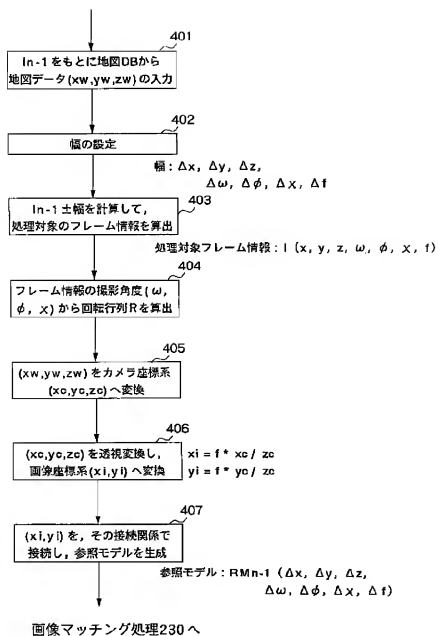 401
In-1をもとに地図DBから
地図データ(xw,yw,zw)の入力
402
幅の設定
幅：Δx, Δy, Δz,
Δω, Δφ, Δχ, Δf
403
In-1±幅を計算して，
処理対象のフレーム情報を算出
処理対象フレーム情報：I (x, y, z, ω, φ, χ, f)
404
フレーム情報の撮影角度(ω,
φ, χ)から回転行列Rを算出
405
(xw,yw,zw)をカメラ座標系
(xc,yc,zc)へ変換
406
(xc,yc,zc)を透視変換し，
画像座標系(xi,yi)へ変換
xi = f * xc / zc
yi = f * yc / zc
407
(xi,yi)を，その接続関係で
接続し，参照モデルを生成
参照モデル：RMn-1 (Δx, Δy, Δz,
Δω, Δφ, Δχ, Δf)
画像マッチング処理230へ